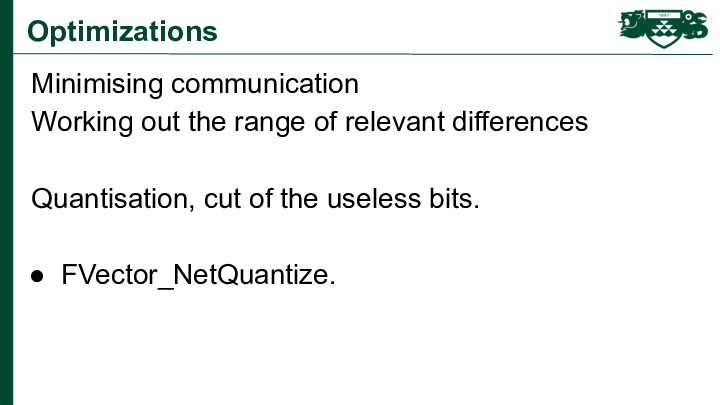 Optimizations
Minimising communication
Working out the range of relevant differences
Quantisation, cut of the useless bits.
● FVector_NetQuantize.